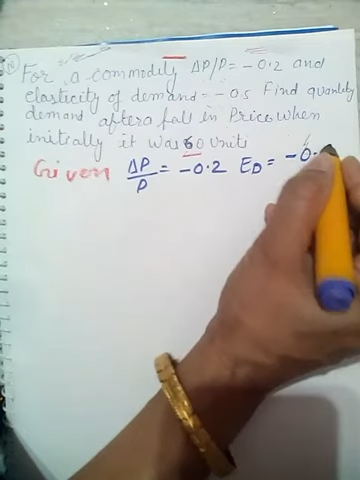 For a commodity ΔP/P = -0.2 and
elasticity of demand = -0.5 Find quantity
demand after a fall in Price when
initially it was 60 Units
Given ΔP/P = -0.2 ED = -0.